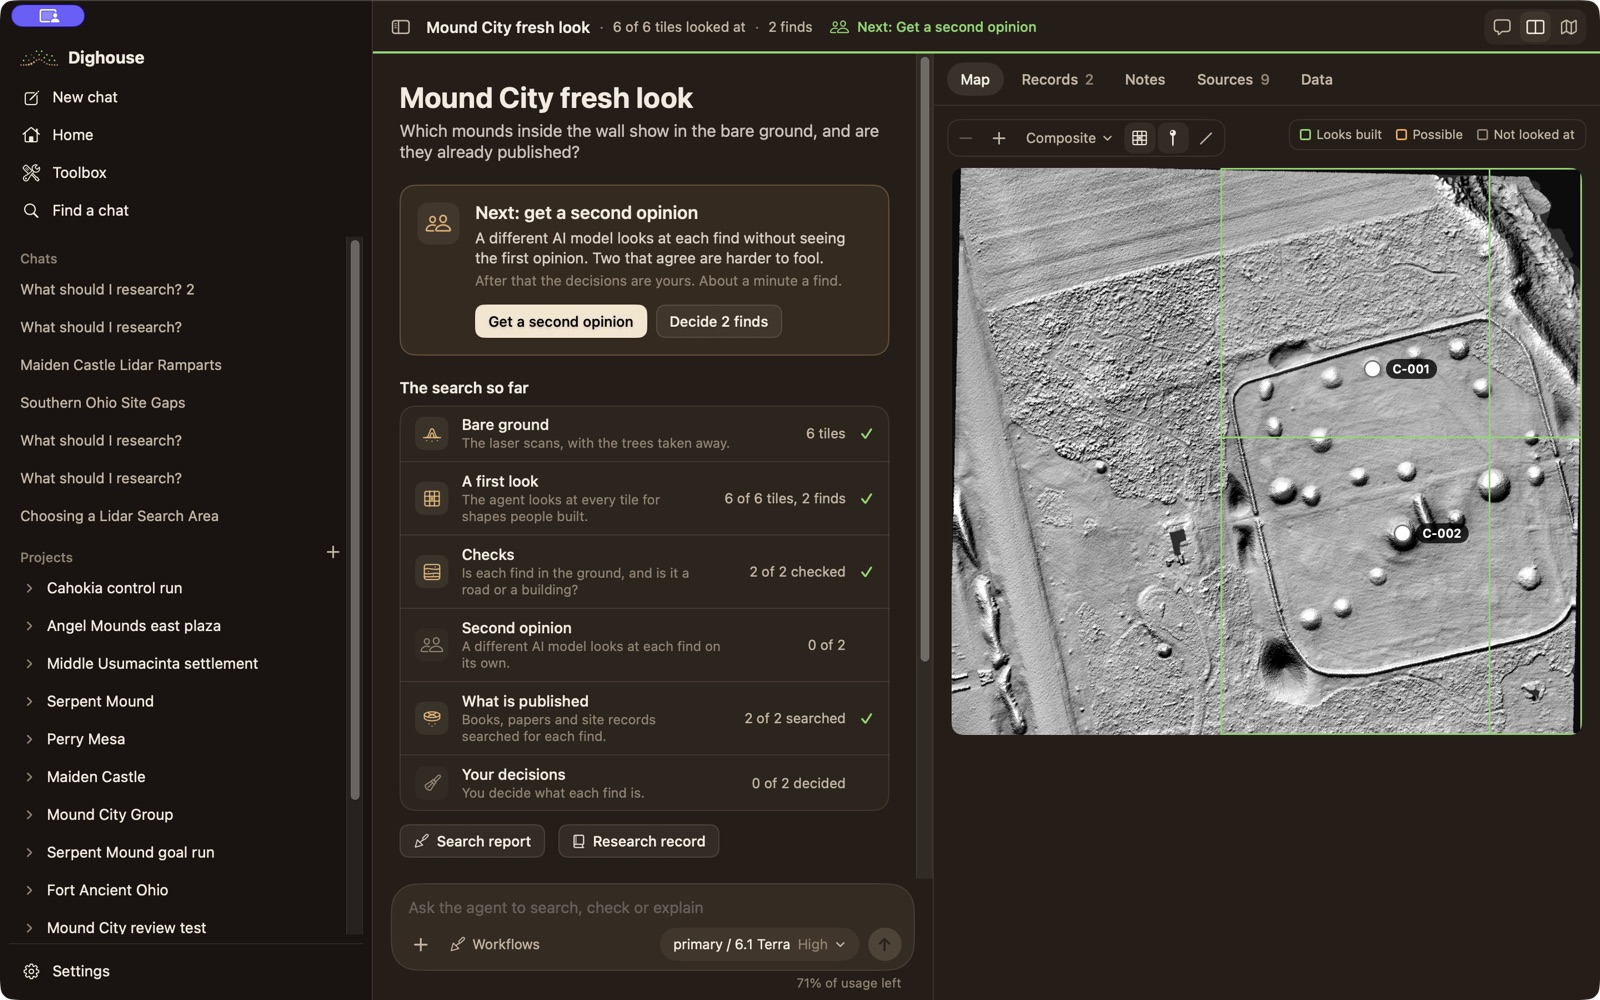 Dighouse
New chat
Home
Toolbox
Find a chat
Chats
What should I research? 2
What should I research?
Maiden Castle Lidar Ramparts
Southern Ohio Site Gaps
What should I research?
What should I research?
Choosing a Lidar Search Area
Projects
Cahokia control run
Angel Mounds east plaza
Middle Usumacinta settlement
Serpent Mound
Perry Mesa
Maiden Castle
Mound City Group
Serpent Mound goal run
Fort Ancient Ohio
Mound City review test
Settings
Mound City fresh look · 6 of 6 tiles looked at · 2 finds Next: Get a second opinion
Mound City fresh look
Which mounds inside the wall show in the bare ground, and are
they already published?
Next: get a second opinion
A different AI model looks at each find without seeing
the first opinion. Two that agree are harder to fool.
After that the decisions are yours. About a minute a find.
Get a second opinion Decide 2 finds
The search so far
Bare ground
The laser scans, with the trees taken away.
6 tiles
A first look
The agent looks at every tile for
shapes people built.
6 of 6 tiles, 2 finds
Checks
Is each find in the ground, and is it a
road or a building?
2 of 2 checked
Second opinion
A different AI model looks at each find on
its own.
0 of 2
What is published
Books, papers and site records
searched for each find.
2 of 2 searched
Your decisions
You decide what each find is.
0 of 2 decided
Search report Research record
Ask the agent to search, check or explain
Workflows primary / 6.1 Terra High
71% of usage left
Map Records 2 Notes Sources 9 Data
Composite
Looks built Possible Not looked at
C-001
C-002